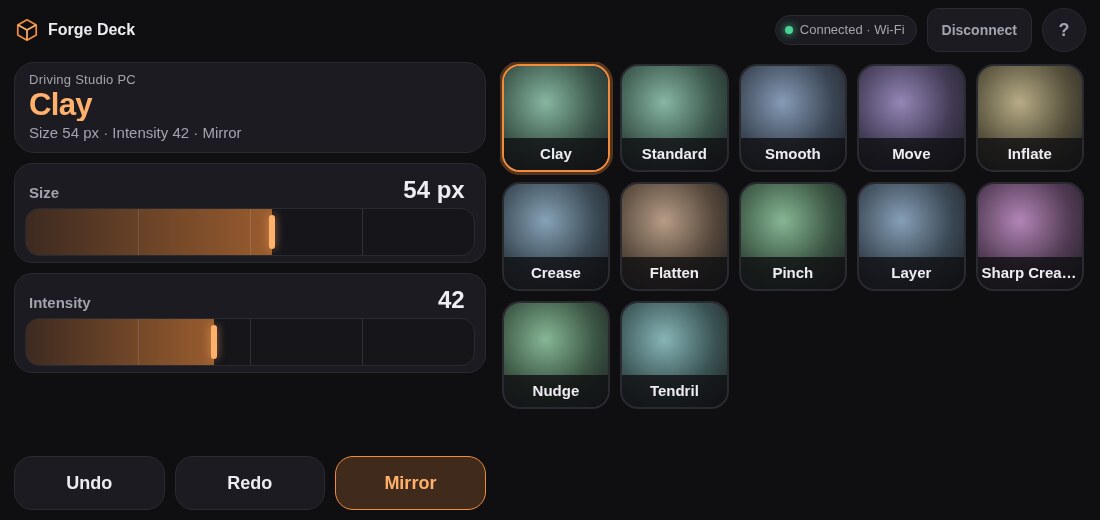 Forge Deck
Connected · Wi-Fi
Disconnect
?
Driving Studio PC
Clay
Size 54 px · Intensity 42 · Mirror
Size
54 px
Intensity
42
Undo
Redo
Mirror
Clay
Standard
Smooth
Move
Inflate
Crease
Flatten
Pinch
Layer
Sharp Crea…
Nudge
Tendril